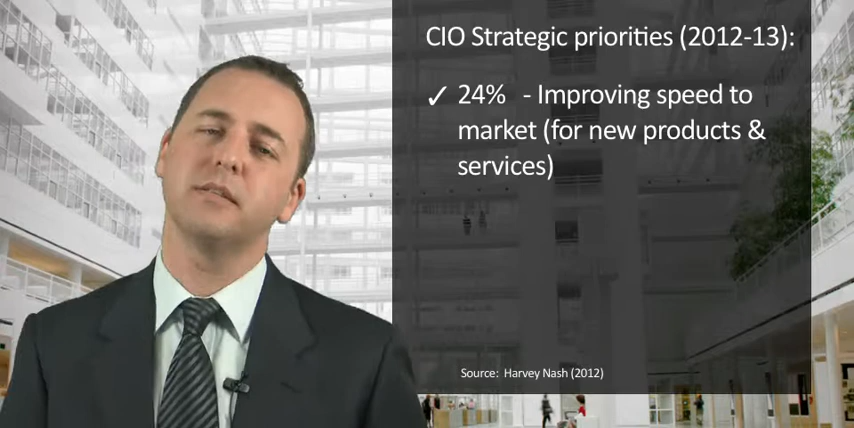 CIO Strategic priorities (2012-13):
✓ 24% - Improving speed to
market (for new products &
services)
Source: Harvey Nash (2012)